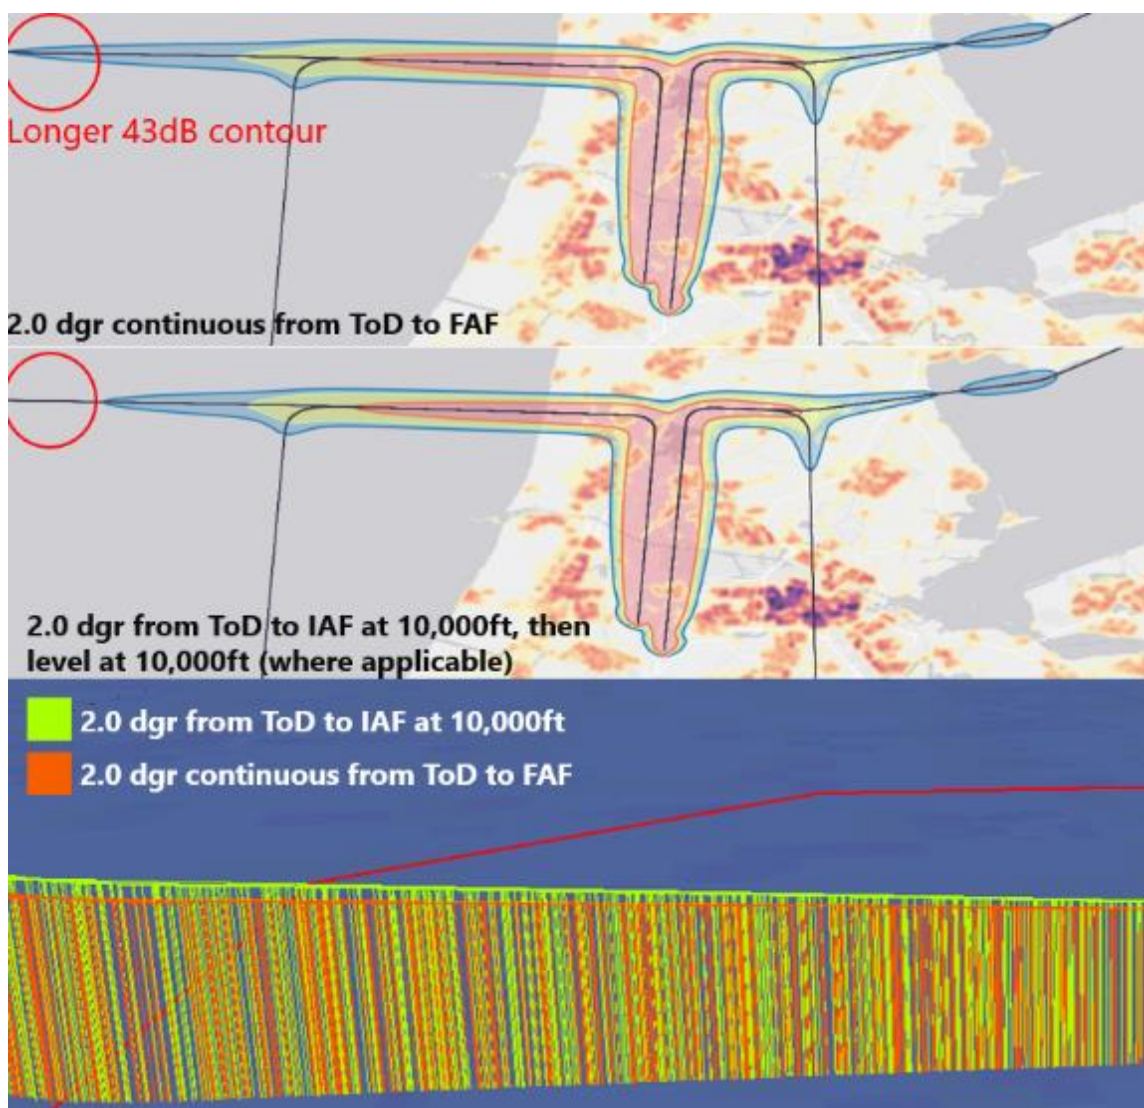 Longer 43dB contour
2.0 dgr continuous from ToD to FAF
2.0 dgr from ToD to IAF at 10,000ft, then
level at 10,000ft (where applicable)
2.0 dgr from ToD to IAF at 10,000ft
2.0 dgr continuous from ToD to FAF